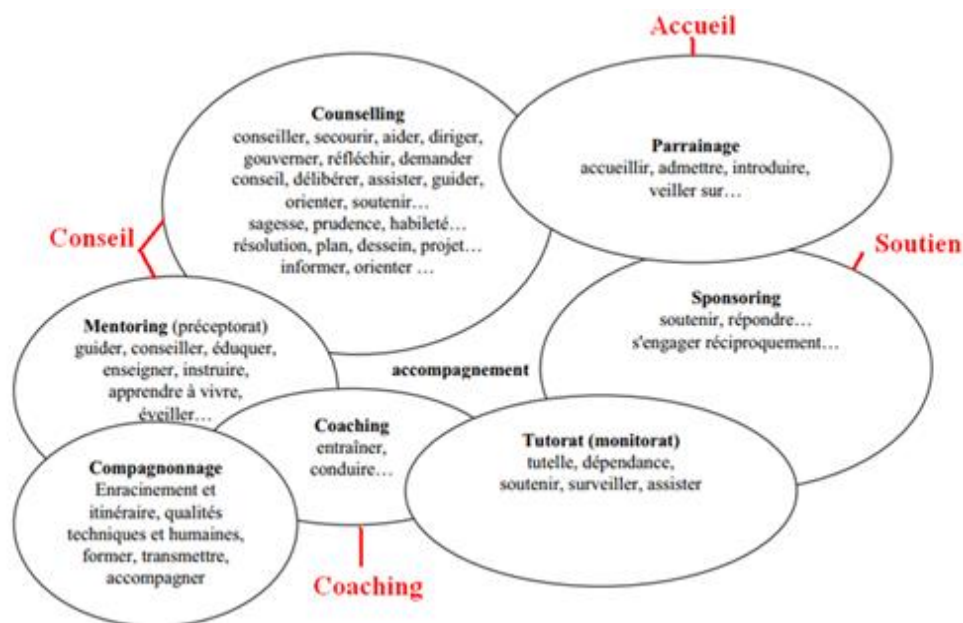 Accueil
Counselling
conseiller, secourir, aider, diriger,
gouverner, réfléchir, demander
conseil, délibérer, assister, guider,
orienter, soutenir…
sagesse, prudence, habileté…
résolution, plan, dessein, projet…
informer, orienter …
Parrainage
accueillir, admettre, introduire,
veiller sur…
Conseil
Soutien
Mentoring (préceptorat)
guider, conseiller, éduquer,
enseigner, instruire,
apprendre à vivre,
éveiller…
Sponsoring
soutenir, répondre…
s'engager réciproquement…
accompagnement
Coaching
entraîner,
conduire…
Tutorat (monitorat)
tutelle, dépendance,
soutenir, surveiller, assister
Compagnonnage
Enracinement et
itinéraire, qualités
techniques et humaines,
former, transmettre,
accompagner
Coaching